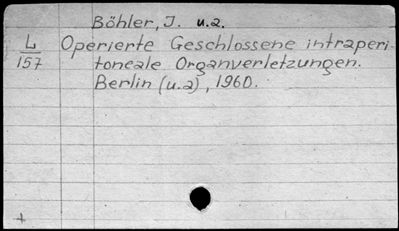 Böhler, J. u.a.
L
157
Operierte Geschlossene intraperi-
toneale Organverletzungen.
Berlin (u.a), 1960.
+